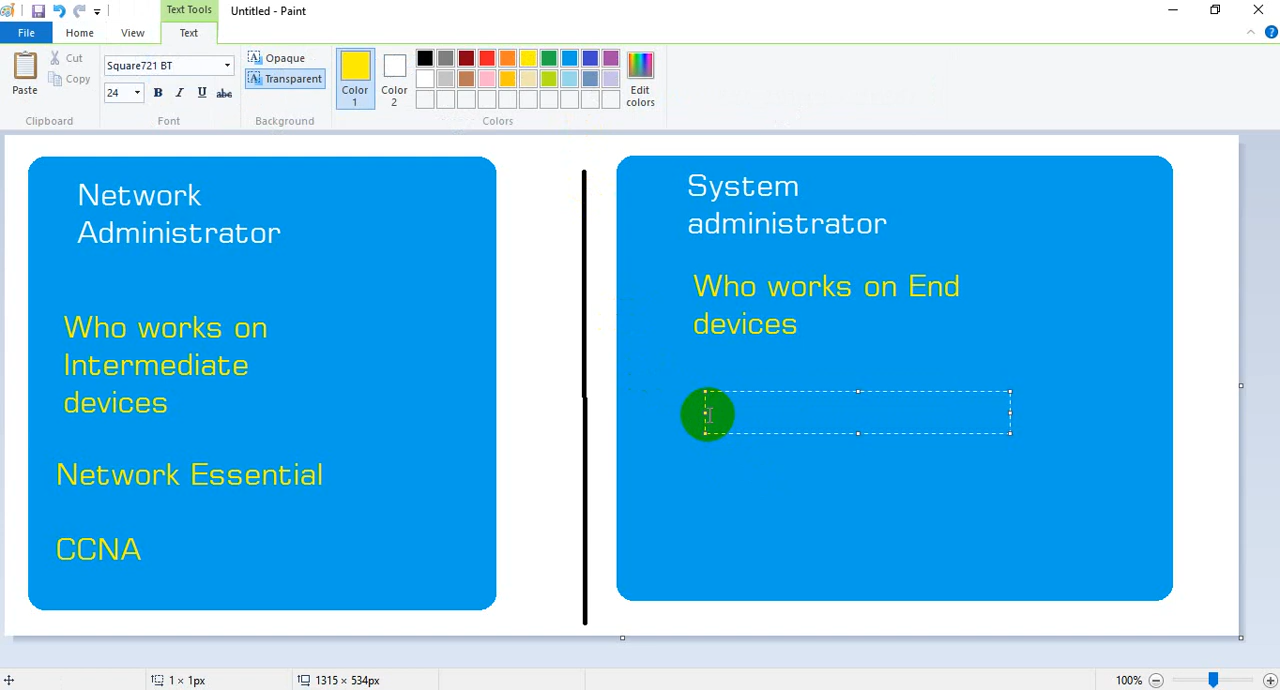 Text Tools
Untitled - Paint
File
Home
View
Text
Paste
Cut
Copy
Clipboard
Square721 BT
24
B I U abc
Font
Opaque
Transparent
Background
Color 1
Color 2
Edit colors
Colors
Network
Administrator
Who works on
Intermediate
devices
Network Essential
CCNA
System
administrator
Who works on End
devices
1 × 1px
1315 × 534px
100%